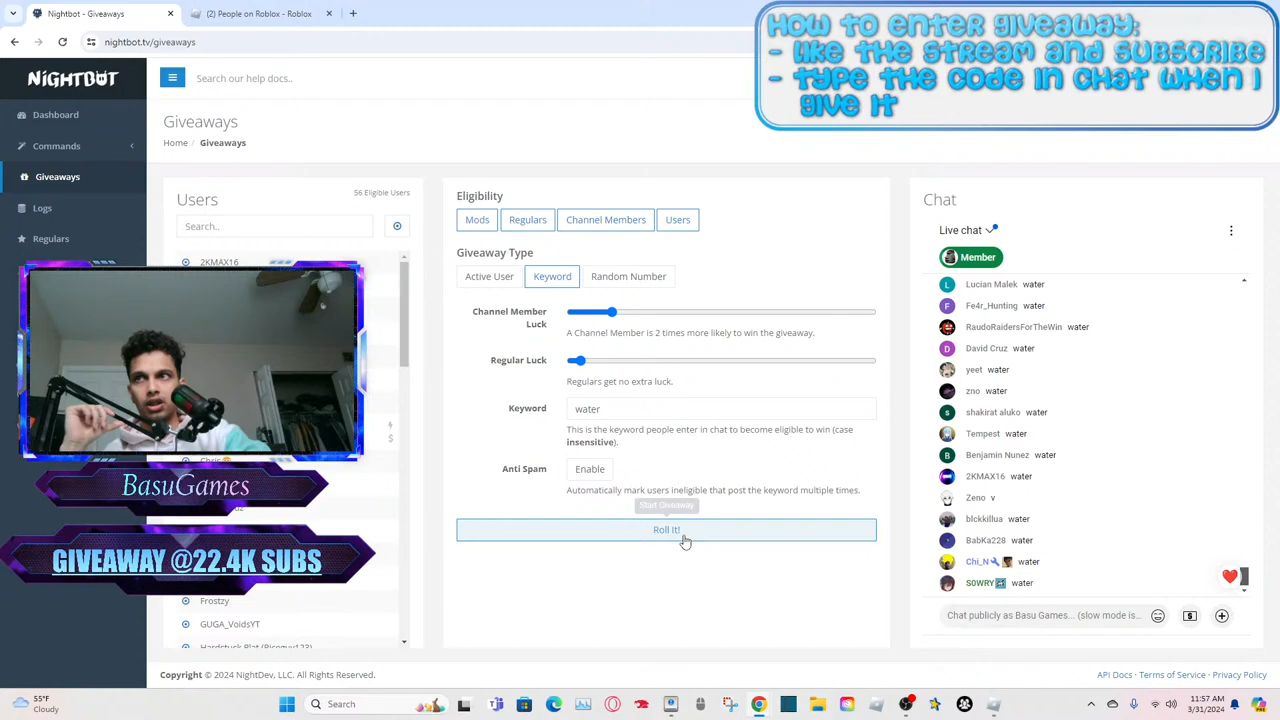 Nightbot - Giveaways
(2) People on Roblox - Roblox
nightbot.tv/giveaways
HOW TO ENTER GIVEAWAY:
- LIKE THE STREAM AND SUBSCRIBE
- TYPE THE CODE IN CHAT WHEN I
GIVE IT
NIGHTBOT
Search our help docs..
Dashboard
Commands
Giveaways
Logs
Regulars
Giveaways
Home / Giveaways
Users
56 Eligible Users
Search..
2KMAX16
Frostzy
GUGA_VoidsYT
Hardstuck Plat (Riceguy123)
BasuGames
GIVEAWAY @22.4K SUBS
Eligibility
Mods
Regulars
Channel Members
Users
Giveaway Type
Active User
Keyword
Random Number
Channel Member
Luck
A Channel Member is 2 times more likely to win the giveaway.
Regular Luck
Regulars get no extra luck.
Keyword
water
This is the keyword people enter in chat to become eligible to win (case
insensitive).
Anti Spam
Enable
Automatically mark users ineligible that post the keyword multiple times.
Start Giveaway
Roll It!
Chat
Live chat
Member
Lucian Malek water
Fe4r_Hunting water
RaudoRaidersForTheWin water
David Cruz water
yeet water
zno water
shakirat aluko water
Tempest water
Benjamin Nunez water
2KMAX16 water
Zeno v
blckkillua water
BabKa228 water
Chi_N water
S0WRY water
Chat publicly as Basu Games... (slow mode is...
Copyright © 2024 NightDev, LLC. All Rights Reserved.
API Docs - Terms of Service - Privacy Policy
55°F
Cloudy
Search
11:57 AM
3/31/2024